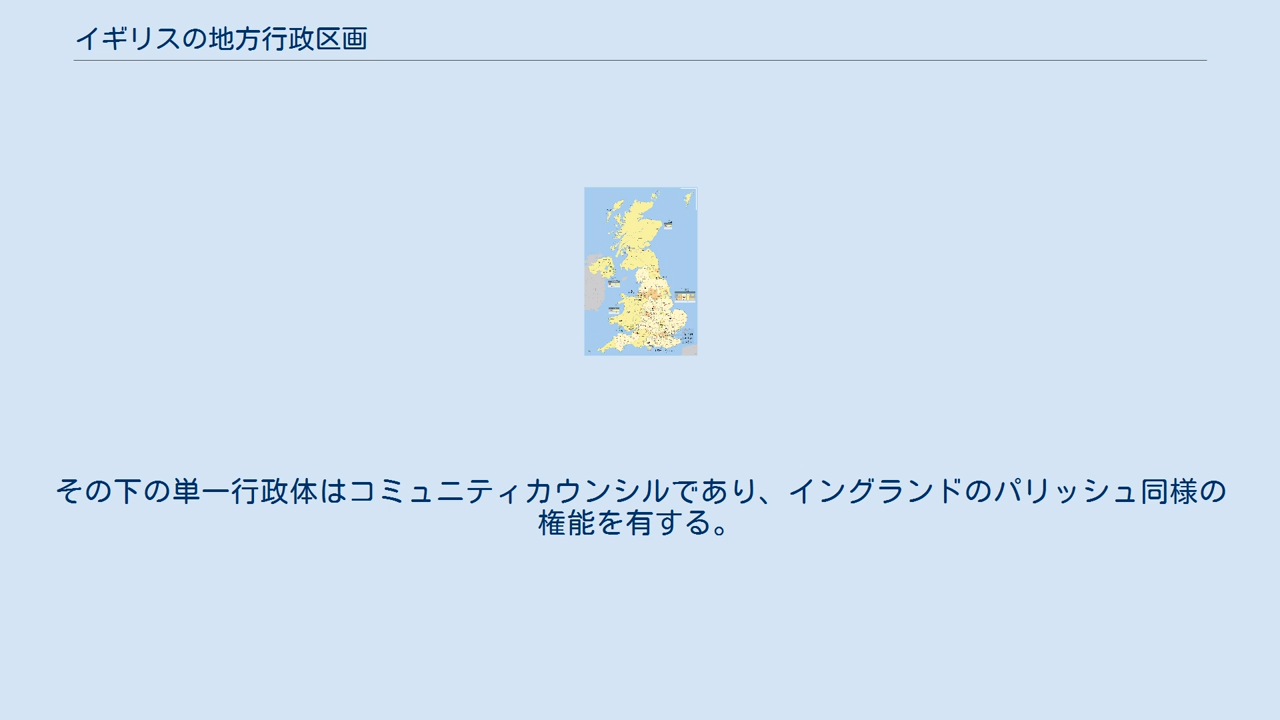 イギリスの地方行政区画
その下の単一行政体はコミュニティカウンシルであり、イングランドのパリッシュ同様の
権能を有する。